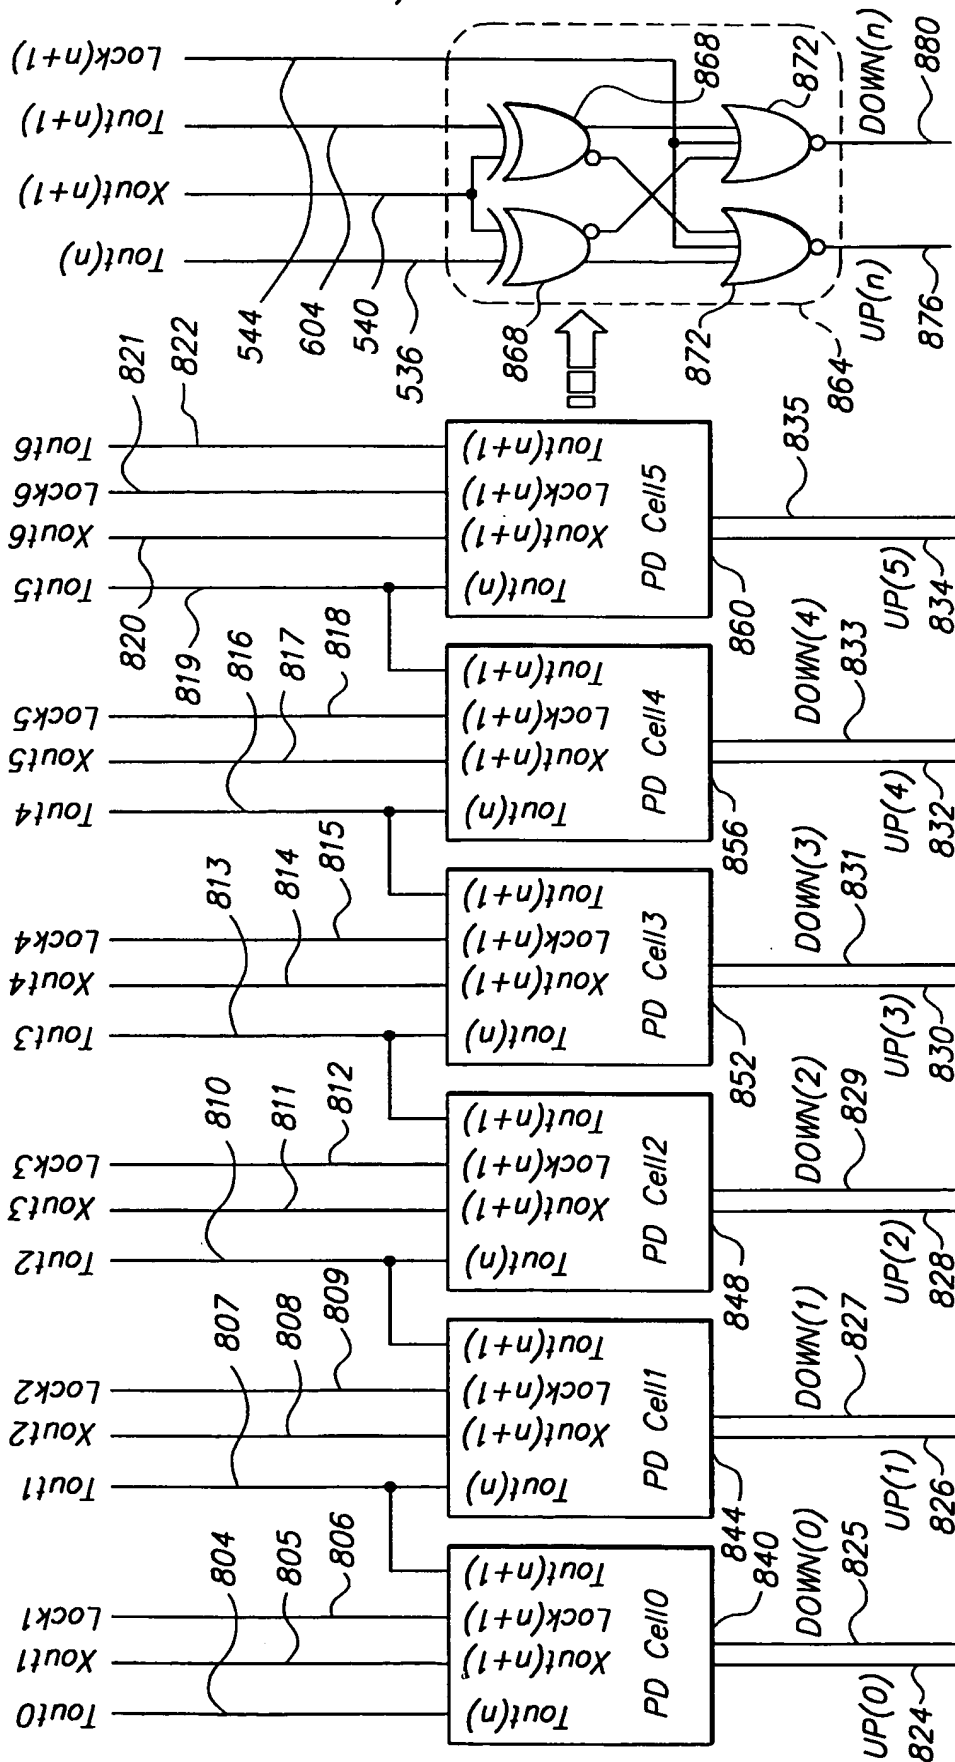 Tout0
Xout1
Lock1
Tout1
Xout2
Lock2
Tout2
Xout3
Lock3
Tout3
Xout4
Lock4
Tout4
Xout5
Lock5
Tout5
Xout6
Lock6
Tout6
804
805
806
807
808
809
810
811
812
813
814
815
816
817
818
819
820
821
822
Tout(n)
Xout(n+1)
Lock(n+1)
Tout(n+1)
PD Cell0
840
Tout(n)
Xout(n+1)
Lock(n+1)
Tout(n+1)
PD Cell1
844
Tout(n)
Xout(n+1)
Lock(n+1)
Tout(n+1)
PD Cell2
848
Tout(n)
Xout(n+1)
Lock(n+1)
Tout(n+1)
PD Cell3
852
Tout(n)
Xout(n+1)
Lock(n+1)
Tout(n+1)
PD Cell4
856
Tout(n)
Xout(n+1)
Lock(n+1)
Tout(n+1)
PD Cell5
860
UP(0)
824
DOWN(0)
825
UP(1)
826
DOWN(1)
827
UP(2)
828
DOWN(2)
829
UP(3)
830
DOWN(3)
831
UP(4)
832
DOWN(4)
833
UP(5)
834
835
Tout(n)
Xout(n+1)
Tout(n+1)
Lock(n+1)
544
604
540
536
868
868
872
872
864
UP(n)
876
DOWN(n)
880